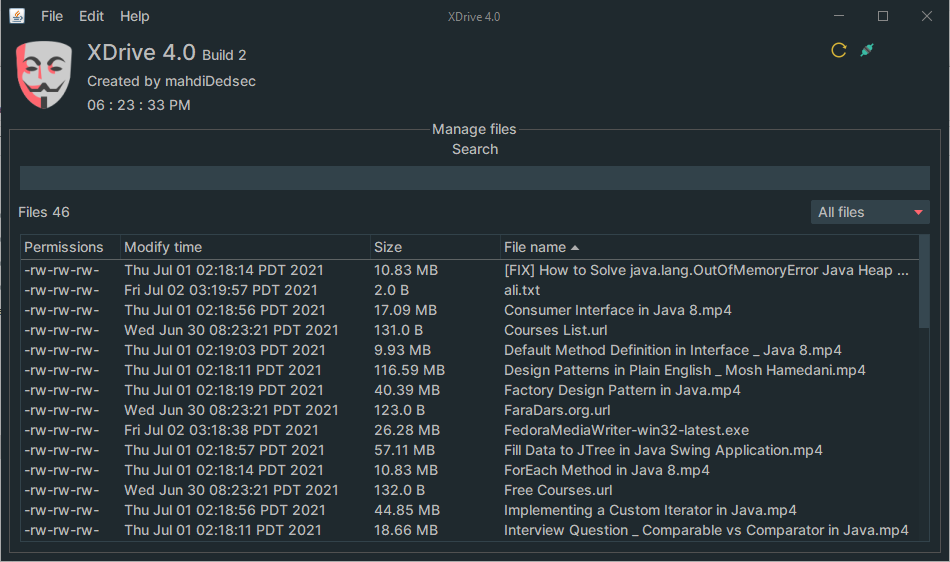 File Edit Help XDrive 4.0
XDrive 4.0 Build 2
Created by mahdiDedsec
06 : 23 : 33 PM
Manage files
Search
Files 46 All files
Permissions Modify time Size File name
-rw-rw-rw- Thu Jul 01 02:18:14 PDT 2021 10.83 MB [FIX] How to Solve java.lang.OutOfMemoryError Java Heap ...
-rw-rw-rw- Fri Jul 02 03:19:57 PDT 2021 2.0 B ali.txt
-rw-rw-rw- Thu Jul 01 02:18:56 PDT 2021 17.09 MB Consumer Interface in Java 8.mp4
-rw-rw-rw- Wed Jun 30 08:23:21 PDT 2021 131.0 B Courses List.url
-rw-rw-rw- Thu Jul 01 02:19:03 PDT 2021 9.93 MB Default Method Definition in Interface _ Java 8.mp4
-rw-rw-rw- Thu Jul 01 02:18:11 PDT 2021 116.59 MB Design Patterns in Plain English _ Mosh Hamedani.mp4
-rw-rw-rw- Thu Jul 01 02:18:19 PDT 2021 40.39 MB Factory Design Pattern in Java.mp4
-rw-rw-rw- Wed Jun 30 08:23:21 PDT 2021 123.0 B FaraDars.org.url
-rw-rw-rw- Fri Jul 02 03:18:38 PDT 2021 26.28 MB FedoraMediaWriter-win32-latest.exe
-rw-rw-rw- Thu Jul 01 02:18:57 PDT 2021 57.11 MB Fill Data to JTree in Java Swing Application.mp4
-rw-rw-rw- Thu Jul 01 02:18:14 PDT 2021 10.83 MB ForEach Method in Java 8.mp4
-rw-rw-rw- Wed Jun 30 08:23:21 PDT 2021 132.0 B Free Courses.url
-rw-rw-rw- Thu Jul 01 02:18:56 PDT 2021 44.85 MB Implementing a Custom Iterator in Java.mp4
-rw-rw-rw- Thu Jul 01 02:18:11 PDT 2021 18.66 MB Interview Question _ Comparable vs Comparator in Java.mp4